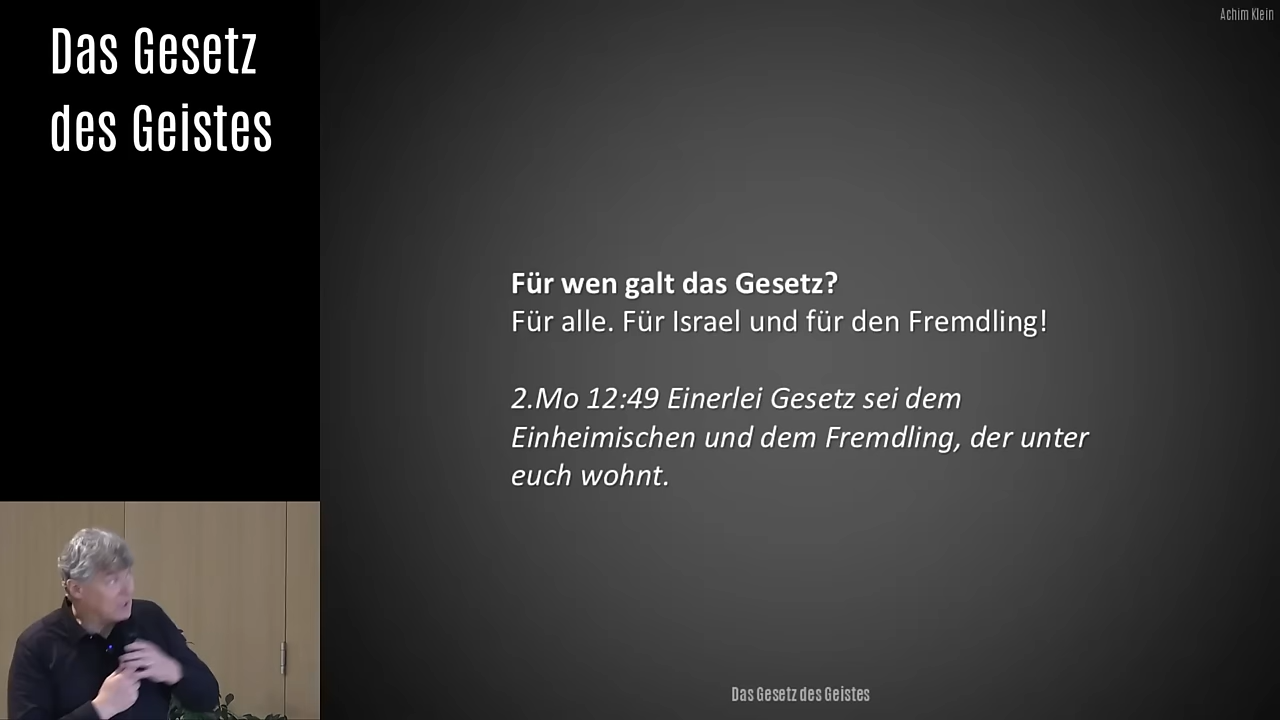 Das Gesetz
des Geistes
Achim Klein
Für wen galt das Gesetz?
Für alle. Für Israel und für den Fremdling!
2.Mo 12:49 Einerlei Gesetz sei dem
Einheimischen und dem Fremdling, der unter
euch wohnt.
Das Gesetz des Geistes